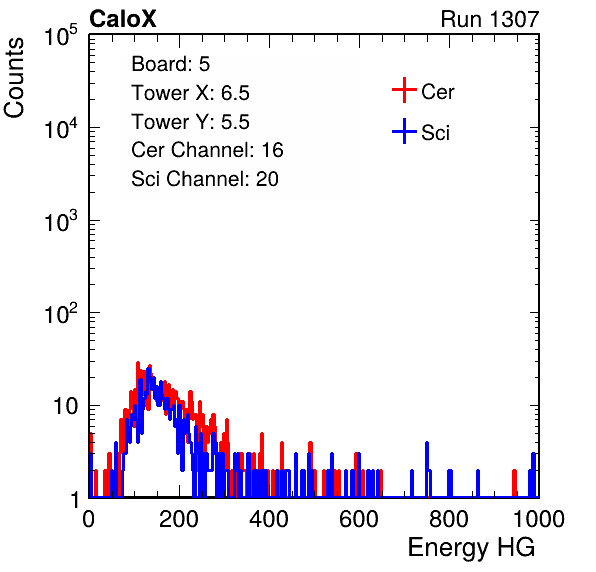 CaloX Run 1307
Counts
10^5
10^4
10^3
10^2
10
1
Board: 5
Tower X: 6.5
Tower Y: 5.5
Cer Channel: 16
Sci Channel: 20
Cer
Sci
0 200 400 600 800 1000
Energy HG